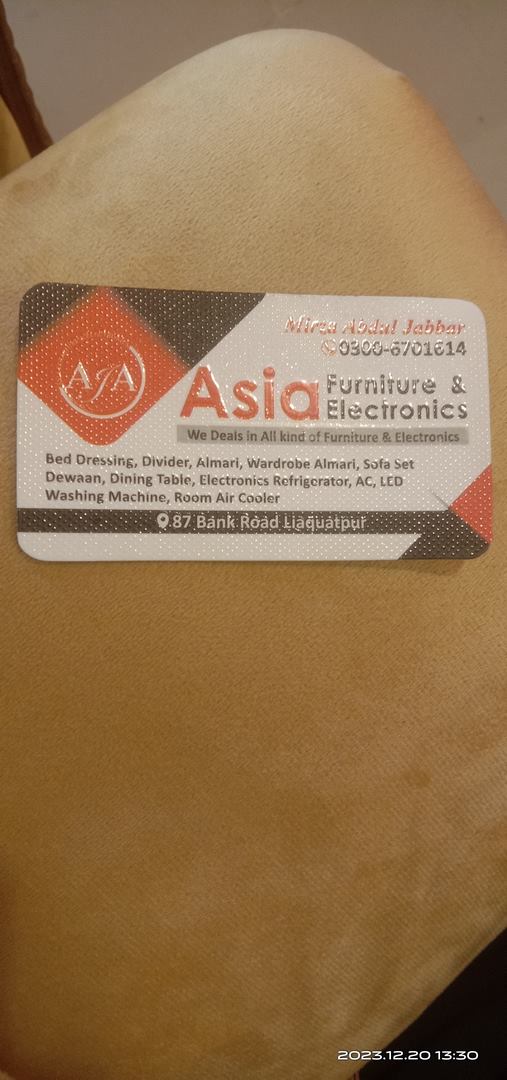 AJA
Mirza Abdul Jabbar
0300-6701614
Asia Furniture &
Electronics
We Deals in All kind of Furniture & Electronics
Bed Dressing, Divider, Almari, Wardrobe Almari, Sofa Set
Dewaan, Dining Table, Electronics Refrigerator, AC, LED
Washing Machine, Room Air Cooler
87 Bank Road Liaquatpur
2023.12.20 13:30